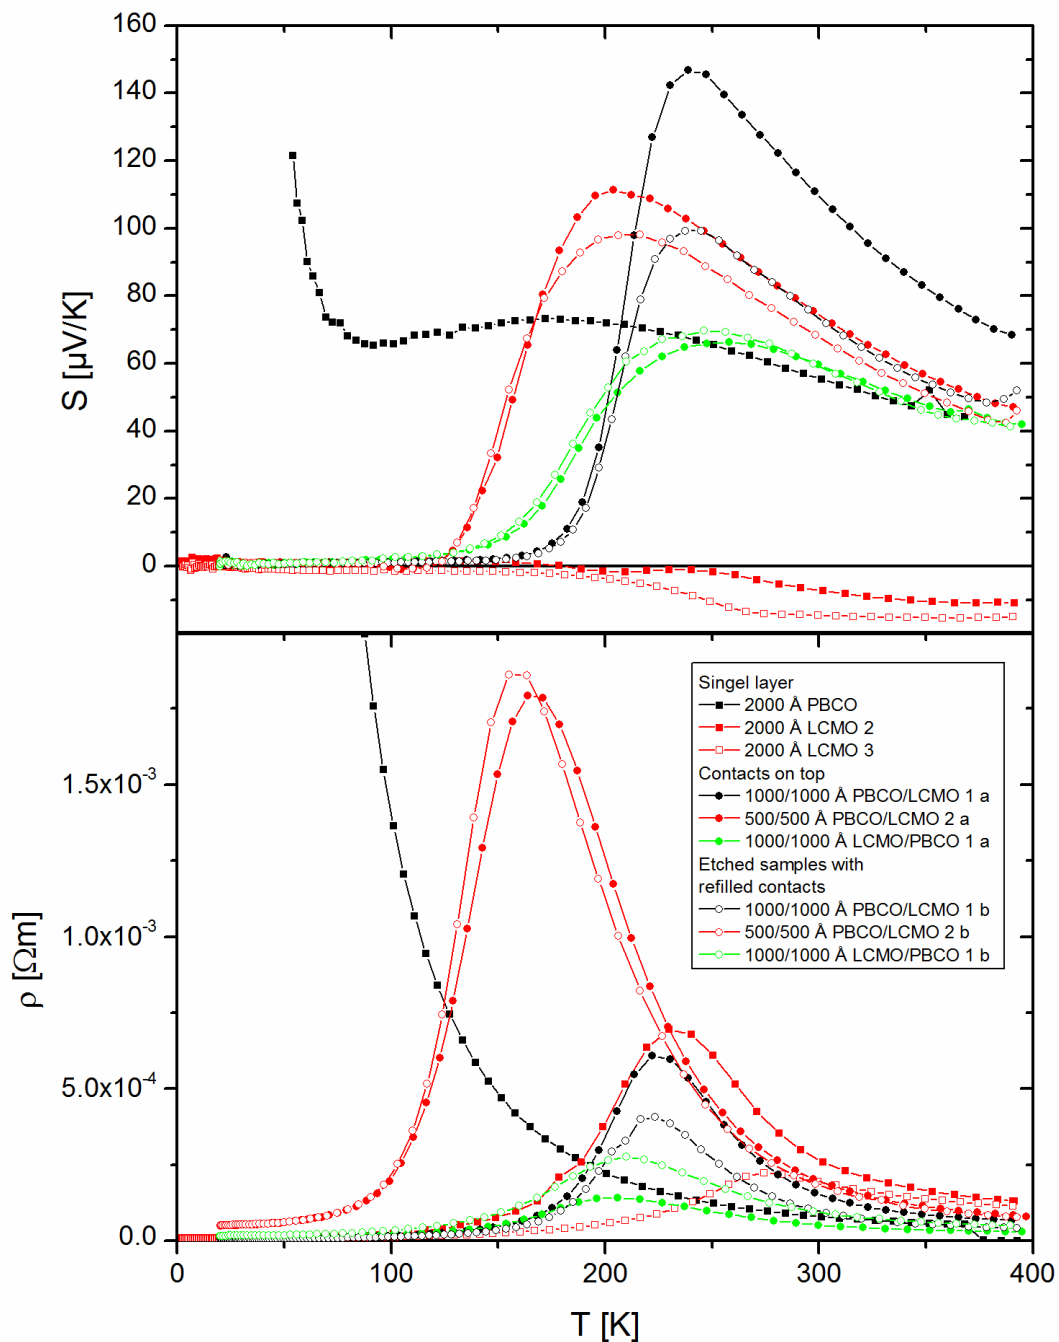 160
140
120
100
80
60
40
20
0
S [µV/K]
Singel layer
2000 Å PBCO
2000 Å LCMO 2
2000 Å LCMO 3
Contacts on top
1000/1000 Å PBCO/LCMO 1 a
500/500 Å PBCO/LCMO 2 a
1000/1000 Å LCMO/PBCO 1 a
Etched samples with
refilled contacts
1000/1000 Å PBCO/LCMO 1 b
500/500 Å PBCO/LCMO 2 b
1000/1000 Å LCMO/PBCO 1 b
1.5x10⁻³
1.0x10⁻³
5.0x10⁻⁴
0.0
ρ [Ωm]
0 100 200 300 400
T [K]